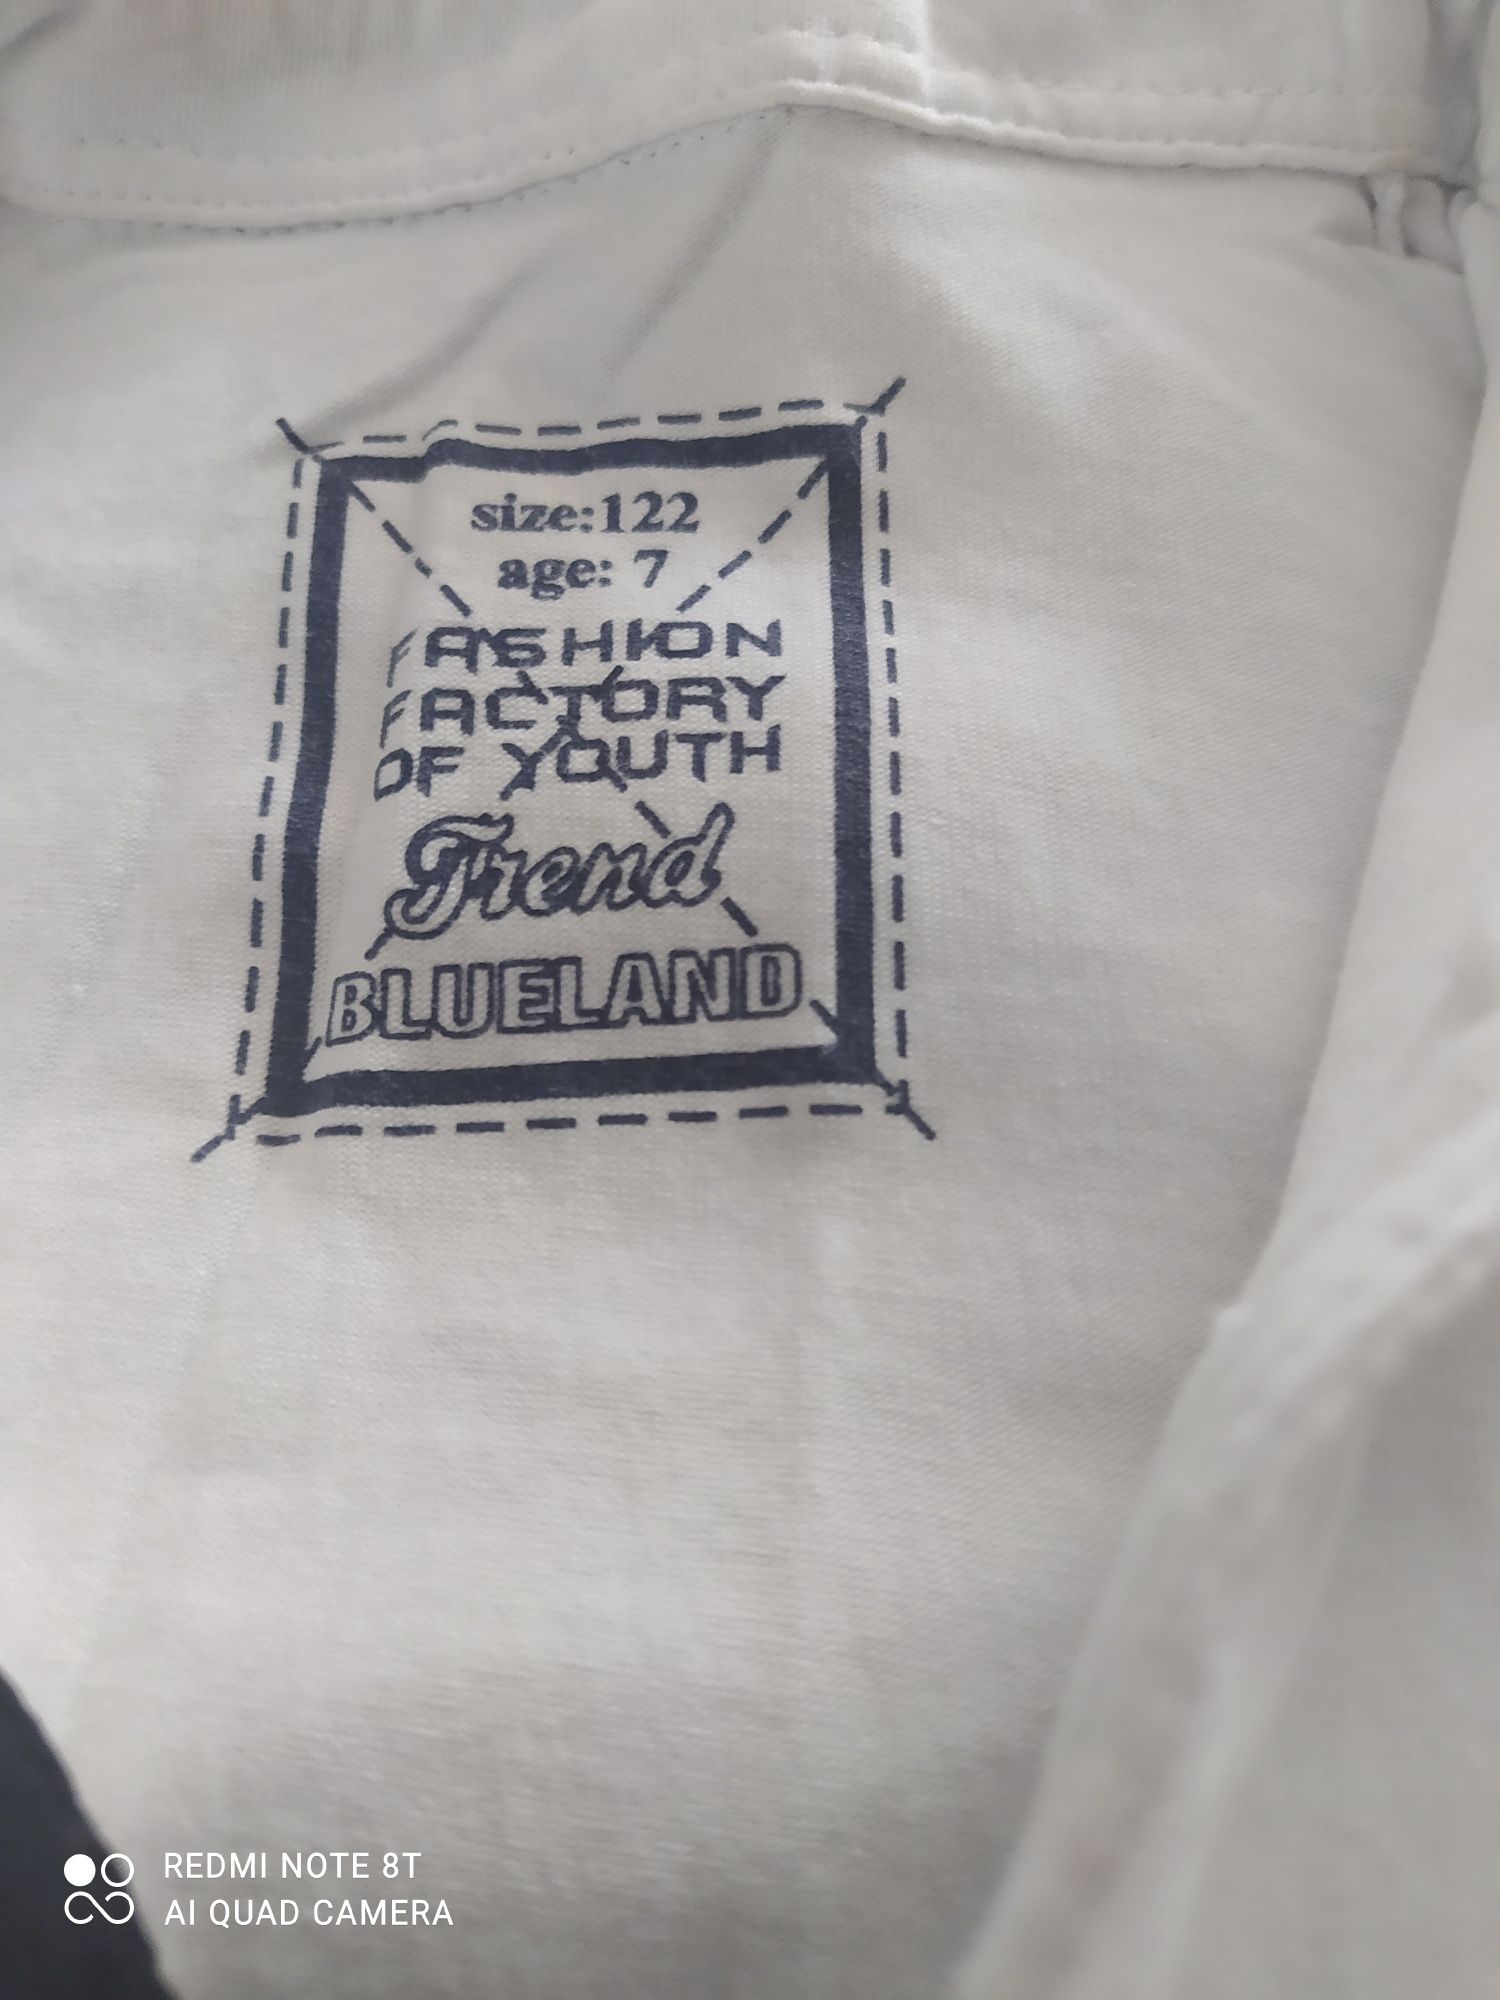 size:122
age: 7
FASHION
FACTORY
OF YOUTH
Trend
BLUELAND
REDMI NOTE 8T
AI QUAD CAMERA